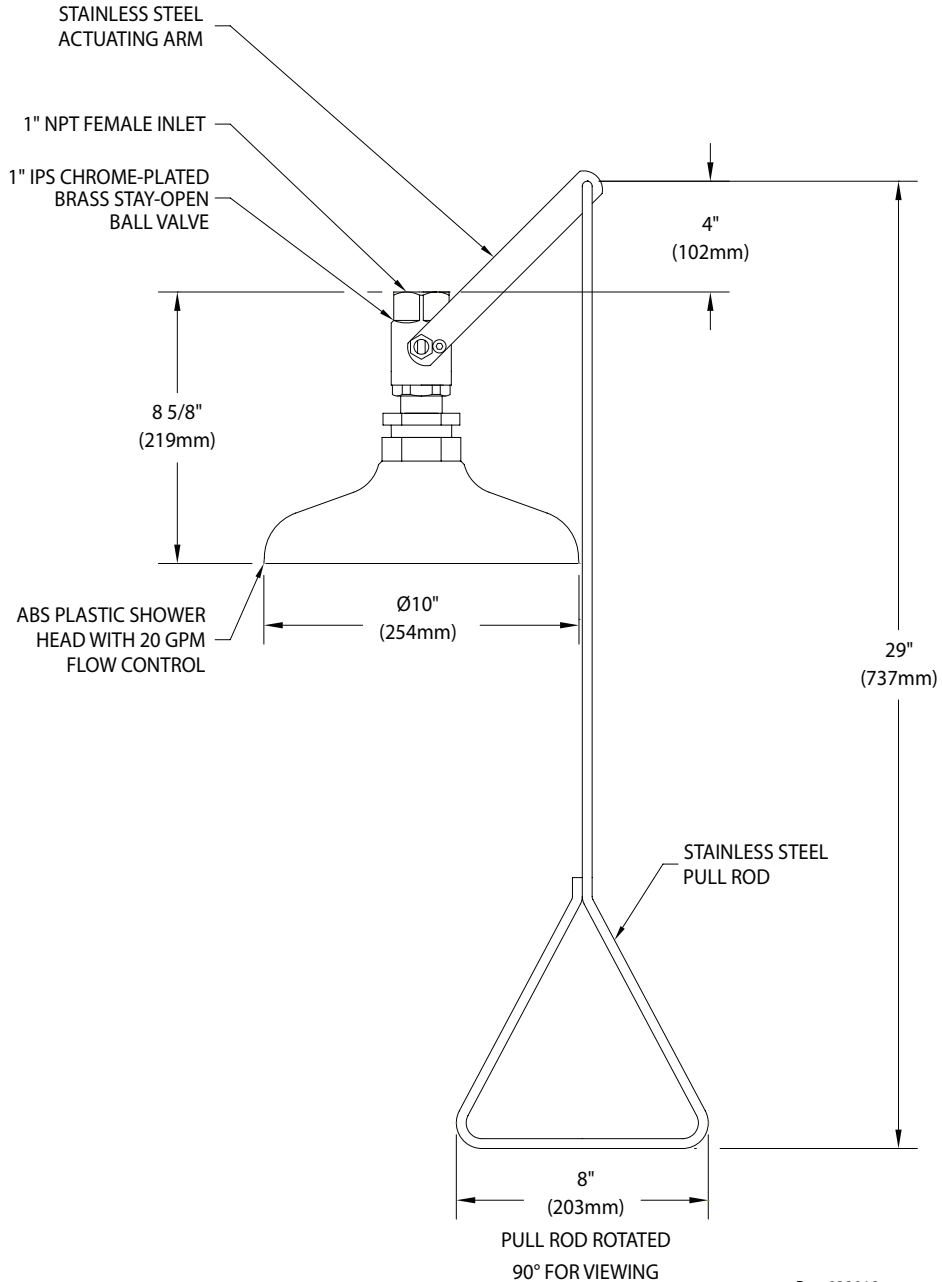 STAINLESS STEEL
ACTUATING ARM
1" NPT FEMALE INLET
1" IPS CHROME-PLATED
BRASS STAY-OPEN
BALL VALVE
4"
(102mm)
8 5/8"
(219mm)
ABS PLASTIC SHOWER
HEAD WITH 20 GPM
FLOW CONTROL
Ø10"
(254mm)
29"
(737mm)
STAINLESS STEEL
PULL ROD
8"
(203mm)
PULL ROD ROTATED
90° FOR VIEWING